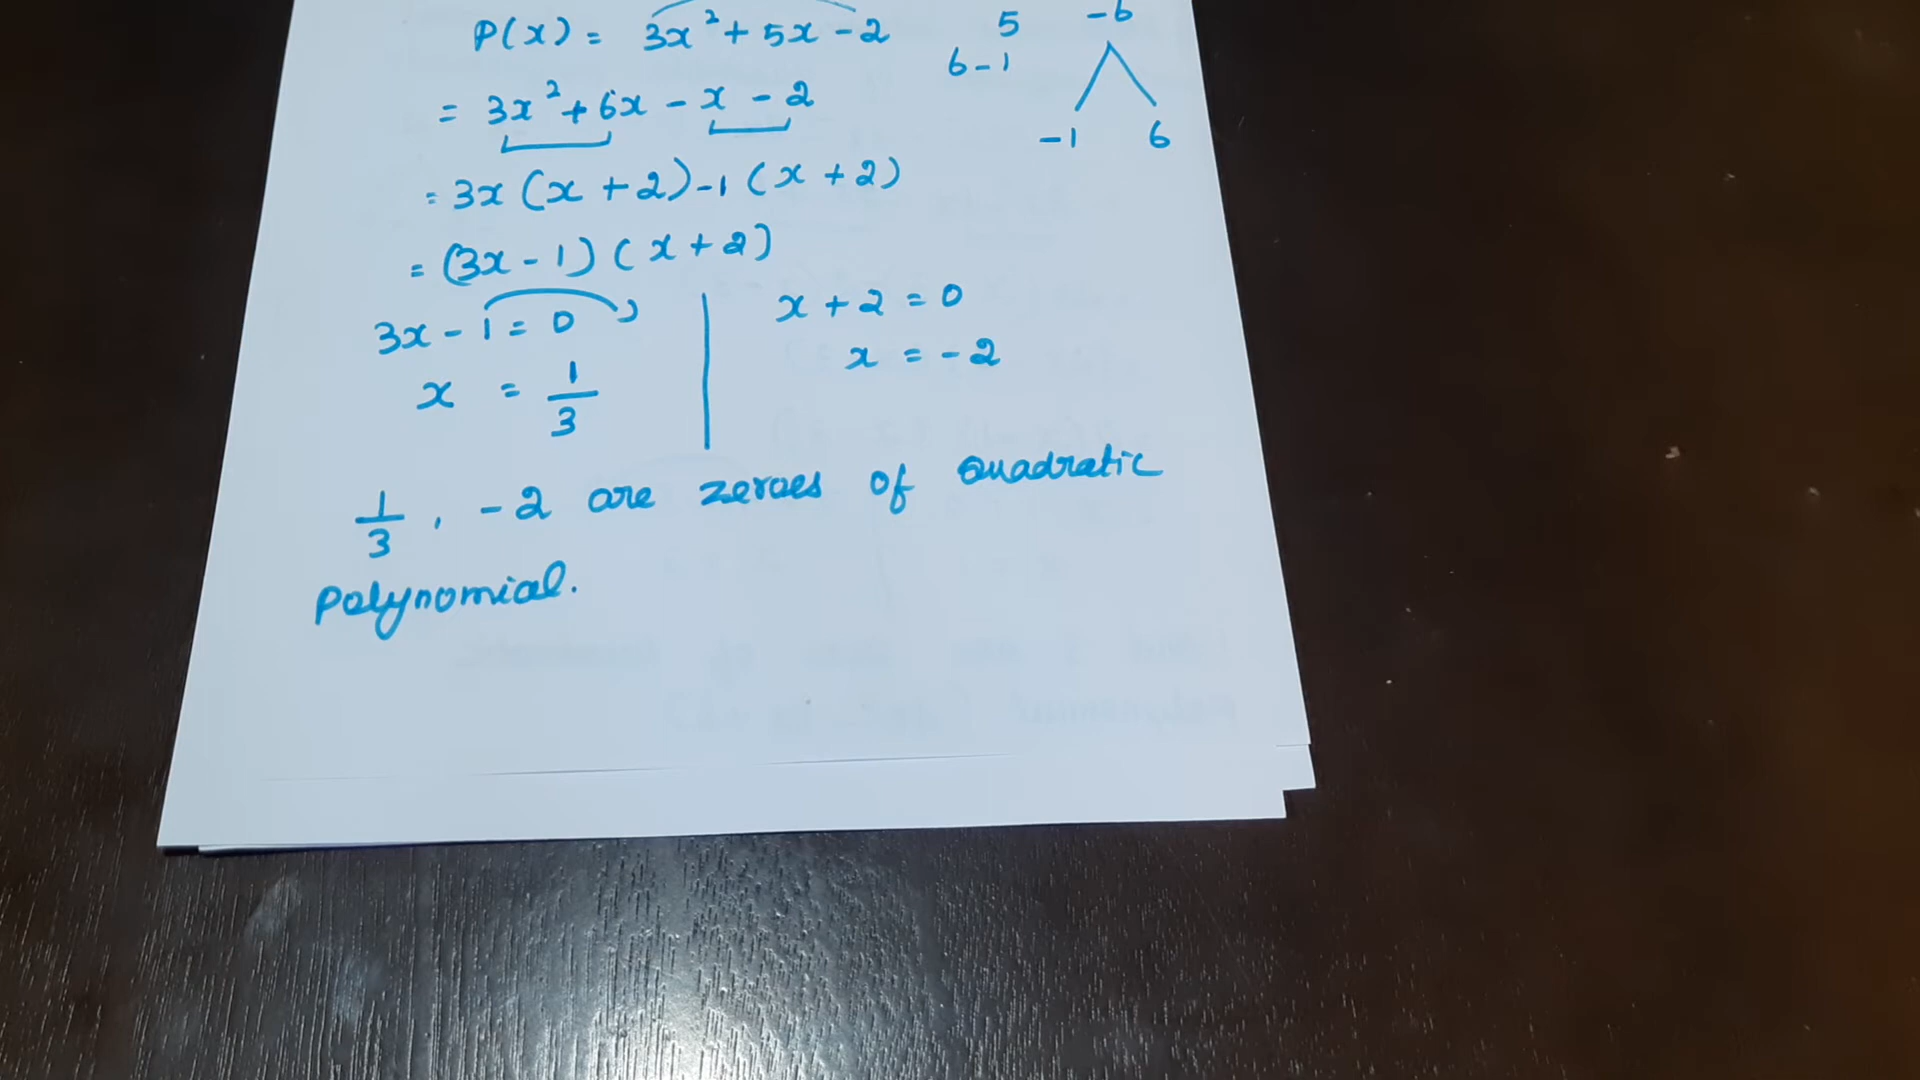 P(x) = 3x² + 5x - 2
5
-6
6-1
= 3x² + 6x - x - 2
-1 6
= 3x (x + 2) -1 (x + 2)
= (3x - 1) ( x + 2)
3x - 1 = 0
x = 1/3
x + 2 = 0
x = - 2
1/3 , - 2 are zeroes of quadratic
polynomial.